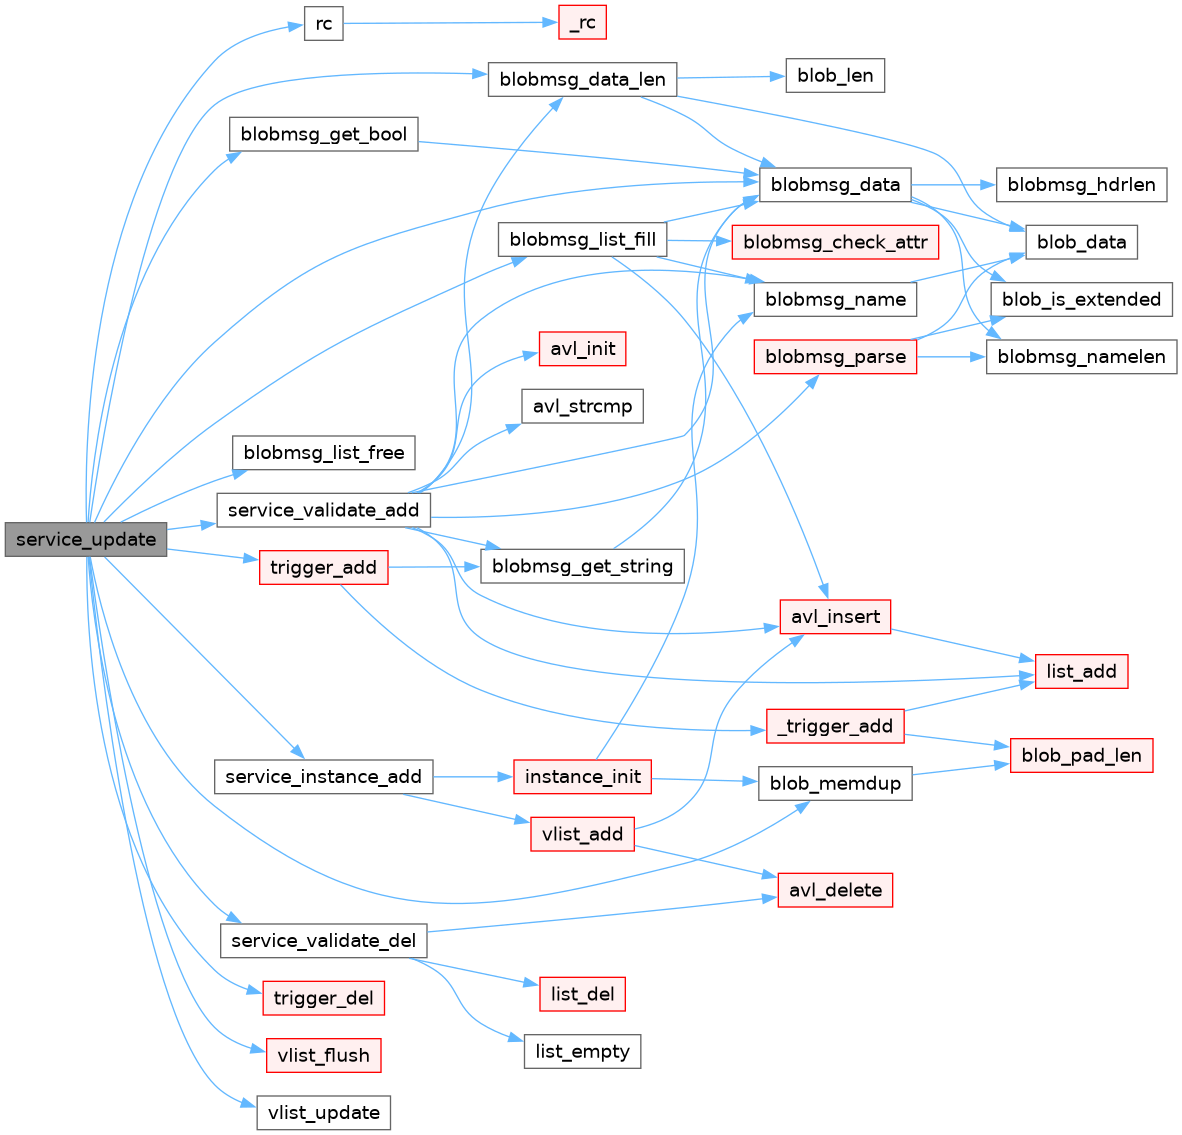 rc
_rc
blobmsg_data_len
blob_len
blobmsg_get_bool
blobmsg_data
blobmsg_hdrlen
blobmsg_list_fill
blobmsg_check_attr
blob_data
blobmsg_name
blob_is_extended
avl_init
blobmsg_parse
blobmsg_namelen
avl_strcmp
blobmsg_list_free
service_validate_add
service_update
trigger_add
blobmsg_get_string
avl_insert
list_add
_trigger_add
blob_pad_len
service_instance_add
instance_init
blob_memdup
vlist_add
avl_delete
service_validate_del
trigger_del
list_del
vlist_flush
list_empty
vlist_update